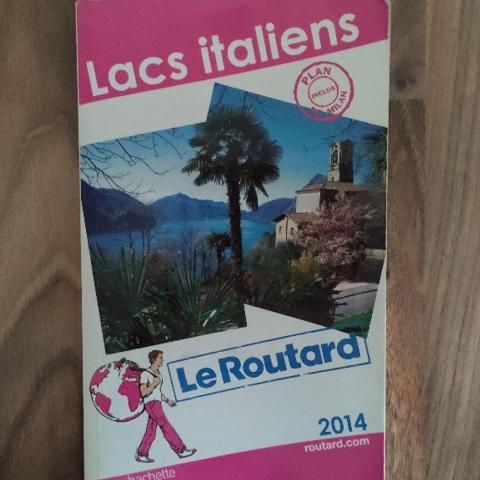 Lacs italiens
PLAN
INCLUS
MILAN
Le Routard
2014
routard.com
hachette